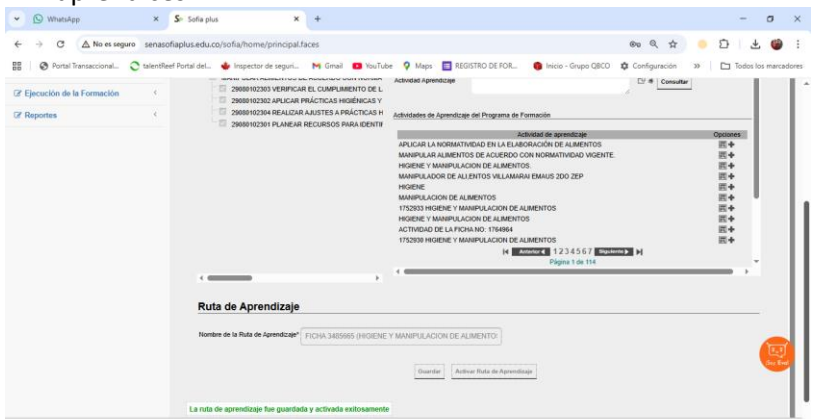 aprendices
WhatsApp
Sofia plus
No es seguro senasofiaplus.edu.co/sofia/home/principal.faces
Portal Transaccional... talentReef Portal del... Inspector de seguri... Gmail YouTube Maps REGISTRO DE FOR... Inicio - Grupo QBCO Configuración Todos los marcadores
Ejecución de la Formación
Reportes
29080102303 VERIFICAR EL CUMPLIMIENTO DE L
29080102302 APLICAR PRÁCTICAS HIGIÉNICAS Y
29080102304 REALIZAR AJUSTES A PRÁCTICAS H
29080102301 PLANEAR RECURSOS PARA IDENTIF
Actividad Aprendizaje
Consultar
Actividades de Aprendizaje del Programa de Formación
Actividad de aprendizaje Opciones
APLICAR LA NORMATIVIDAD EN LA ELABORACIÓN DE ALIMENTOS
MANIPULAR ALIMENTOS DE ACUERDO CON NORMATIVIDAD VIGENTE.
HIGIENE Y MANIPULACION DE ALIMENTOS.
MANIPULADOR DE ALI.ENTOS VILLAMARAI EMAUS 2DO ZEP
HIGIENE
MANIPULACION DE ALIMENTOS
1752933 HIGIENE Y MANIPULACION DE ALIMENTOS
HIGIENE Y MANIPULACION DE ALIMENTOS
ACTIVIDAD DE LA FICHA NO: 1764864
1752930 HIGIENE Y MANIPULACION DE ALIMENTOS
Anterior 1 2 3 4 5 6 7 Siguiente
Página 1 de 114
Ruta de Aprendizaje
Nombre de la Ruta de Aprendizaje* FICHA 3485665 (HIGIENE Y MANIPULACION DE ALIMENTO
Guardar Activar Ruta de Aprendizaje
La ruta de aprendizaje fue guardada y activada exitosamente